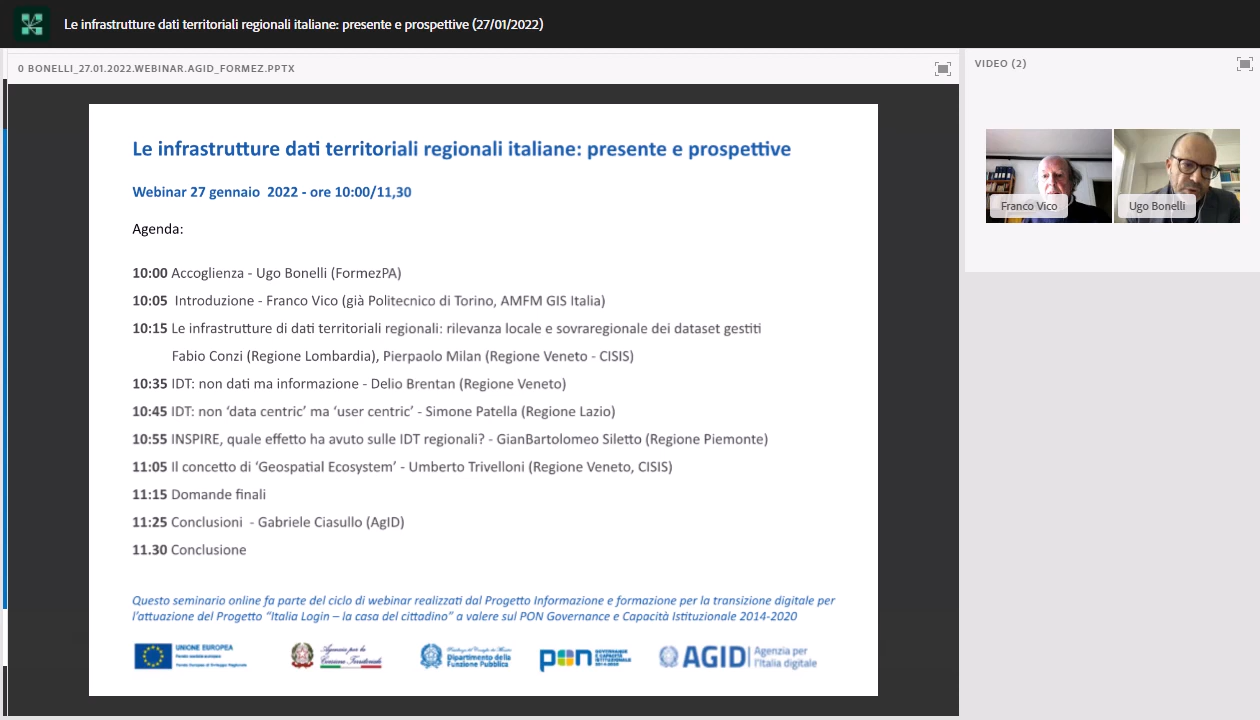 Le infrastrutture dati territoriali regionali italiane: presente e prospettive (27/01/2022)
0 BONELLI_27.01.2022.WEBINAR.AGID_FORMEZ.PPTX
VIDEO (2)
Franco Vico
Ugo Bonelli
Le infrastrutture dati territoriali regionali italiane: presente e prospettive
Webinar 27 gennaio 2022 - ore 10:00/11,30
Agenda:
10:00 Accoglienza - Ugo Bonelli (FormezPA)
10:05 Introduzione - Franco Vico (già Politecnico di Torino, AMFM GIS Italia)
10:15 Le infrastrutture di dati territoriali regionali: rilevanza locale e sovraregionale dei dataset gestiti
Fabio Conzi (Regione Lombardia), Pierpaolo Milan (Regione Veneto - CISIS)
10:35 IDT: non dati ma informazione - Delio Brentan (Regione Veneto)
10:45 IDT: non ‘data centric’ ma ‘user centric’ - Simone Patella (Regione Lazio)
10:55 INSPIRE, quale effetto ha avuto sulle IDT regionali? - GianBartolomeo Siletto (Regione Piemonte)
11:05 Il concetto di ‘Geospatial Ecosystem’ - Umberto Trivelloni (Regione Veneto, CISIS)
11:15 Domande finali
11:25 Conclusioni - Gabriele Ciasullo (AgID)
11.30 Conclusione
Questo seminario online fa parte del ciclo di webinar realizzati dal Progetto Informazione e formazione per la transizione digitale per
l’attuazione del Progetto “Italia Login – la casa del cittadino” a valere sul PON Governance e Capacità Istituzionale 2014-2020
UNIONE EUROPEA
Agenzia per la
Coesione Territoriale
Dipartimento della
Funzione Pubblica
pon
AGID
Agenzia per
l’Italia digitale